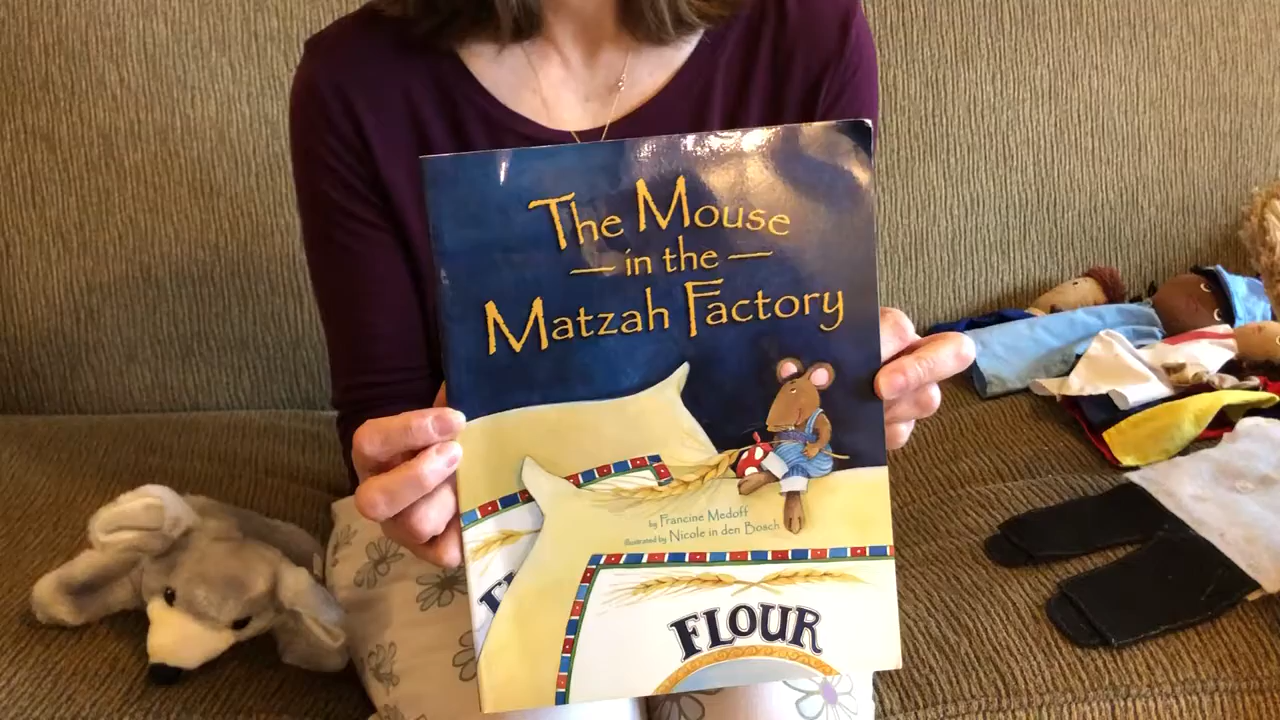 The Mouse
in the
Matzah Factory
by Francine Medoff
illustrated by Nicole in den Bosch
FLOUR